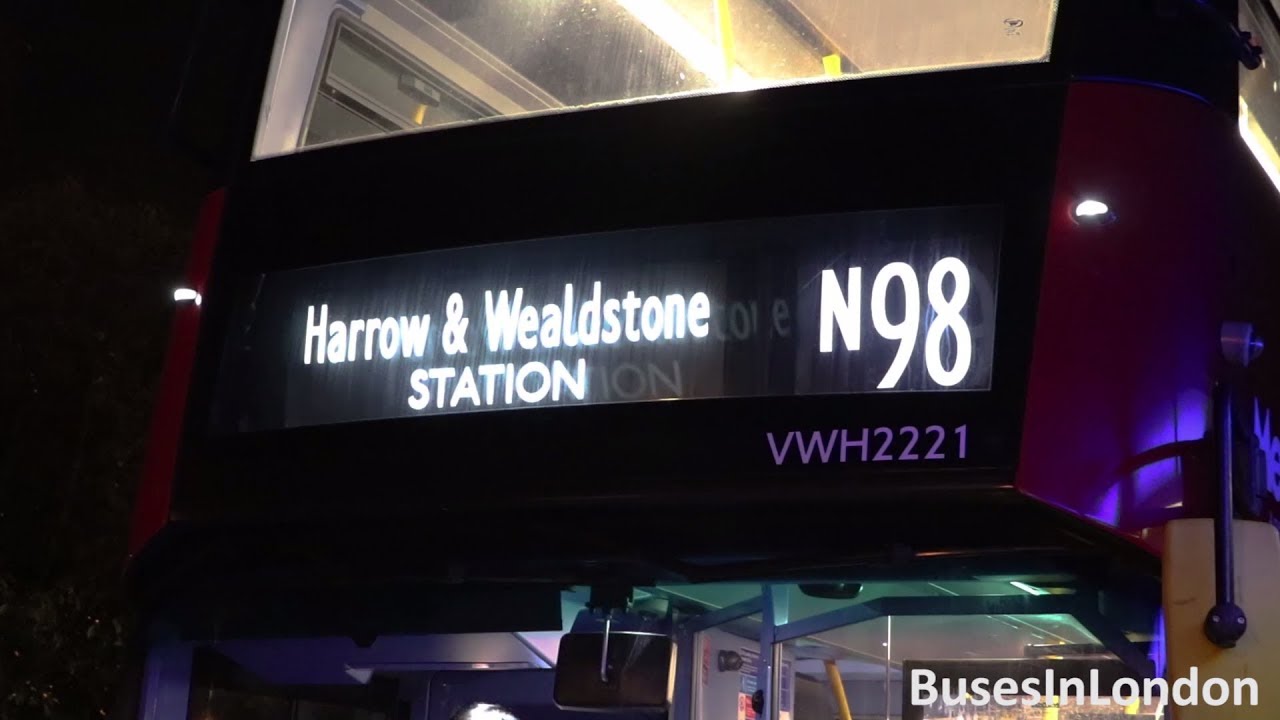 Harrow & Wealdstone
STATION
N98
VWH2221
BusesInLondon